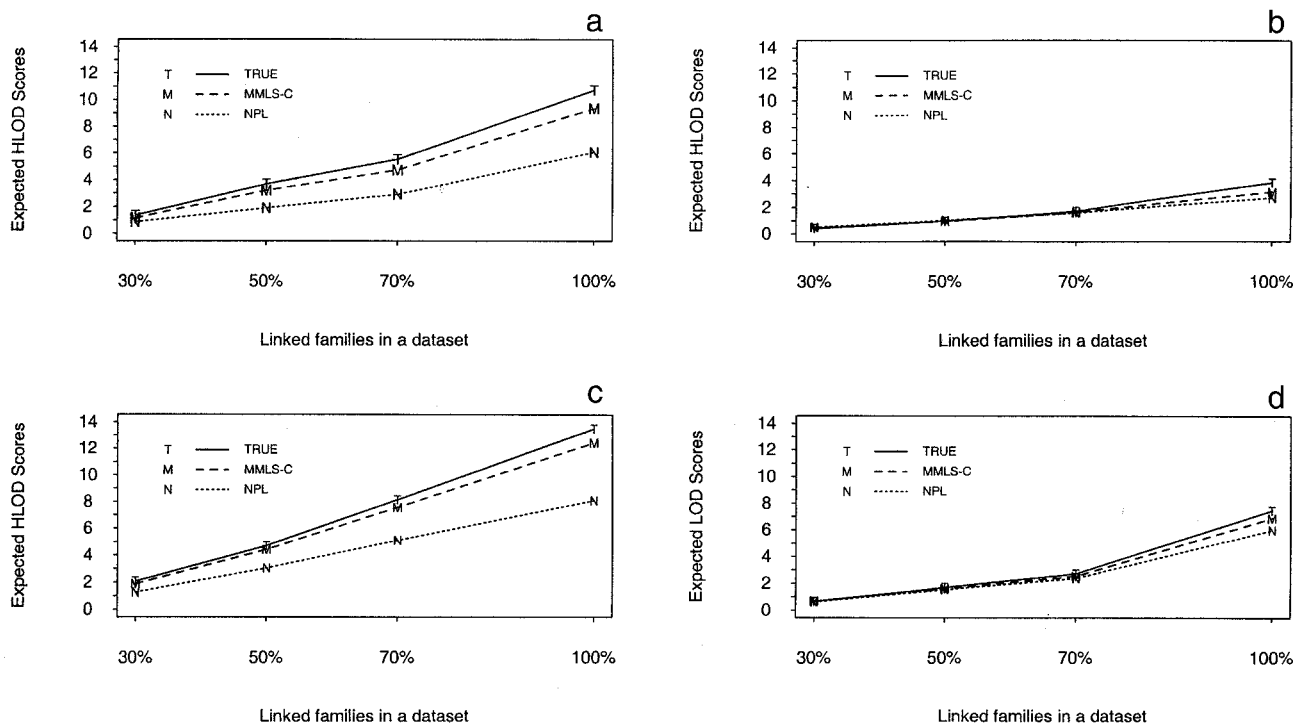 a
Expected HLOD Scores
14
12
10
8
6
4
2
0
T TRUE
M MMLS-C
N NPL
T T T T
M M M M
N N N N
30% 50% 70% 100%
Linked families in a dataset
b
Expected HLOD Scores
14
12
10
8
6
4
2
0
T TRUE
M MMLS-C
N NPL
30% 50% 70% 100%
Linked families in a dataset
c
Expected HLOD Scores
14
12
10
8
6
4
2
0
T TRUE
M MMLS-C
N NPL
T T T T
M M M M
N N N N
30% 50% 70% 100%
Linked families in a dataset
d
Expected LOD Scores
14
12
10
8
6
4
2
0
T TRUE
M MMLS-C
N NPL
30% 50% 70% 100%
Linked families in a dataset